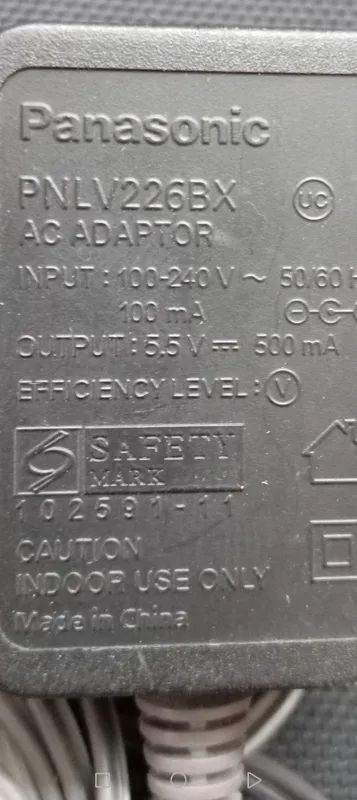 Panasonic
PNLV226BX
UC
AC ADAPTOR
INPUT : 100-240 V ~ 50/60 H
100 mA
OUTPUT : 5.5 V ⎓ 500 mA
EFFICIENCY LEVEL : V
SAFETY
MARK
102591-11
CAUTION
INDOOR USE ONLY
Made in China